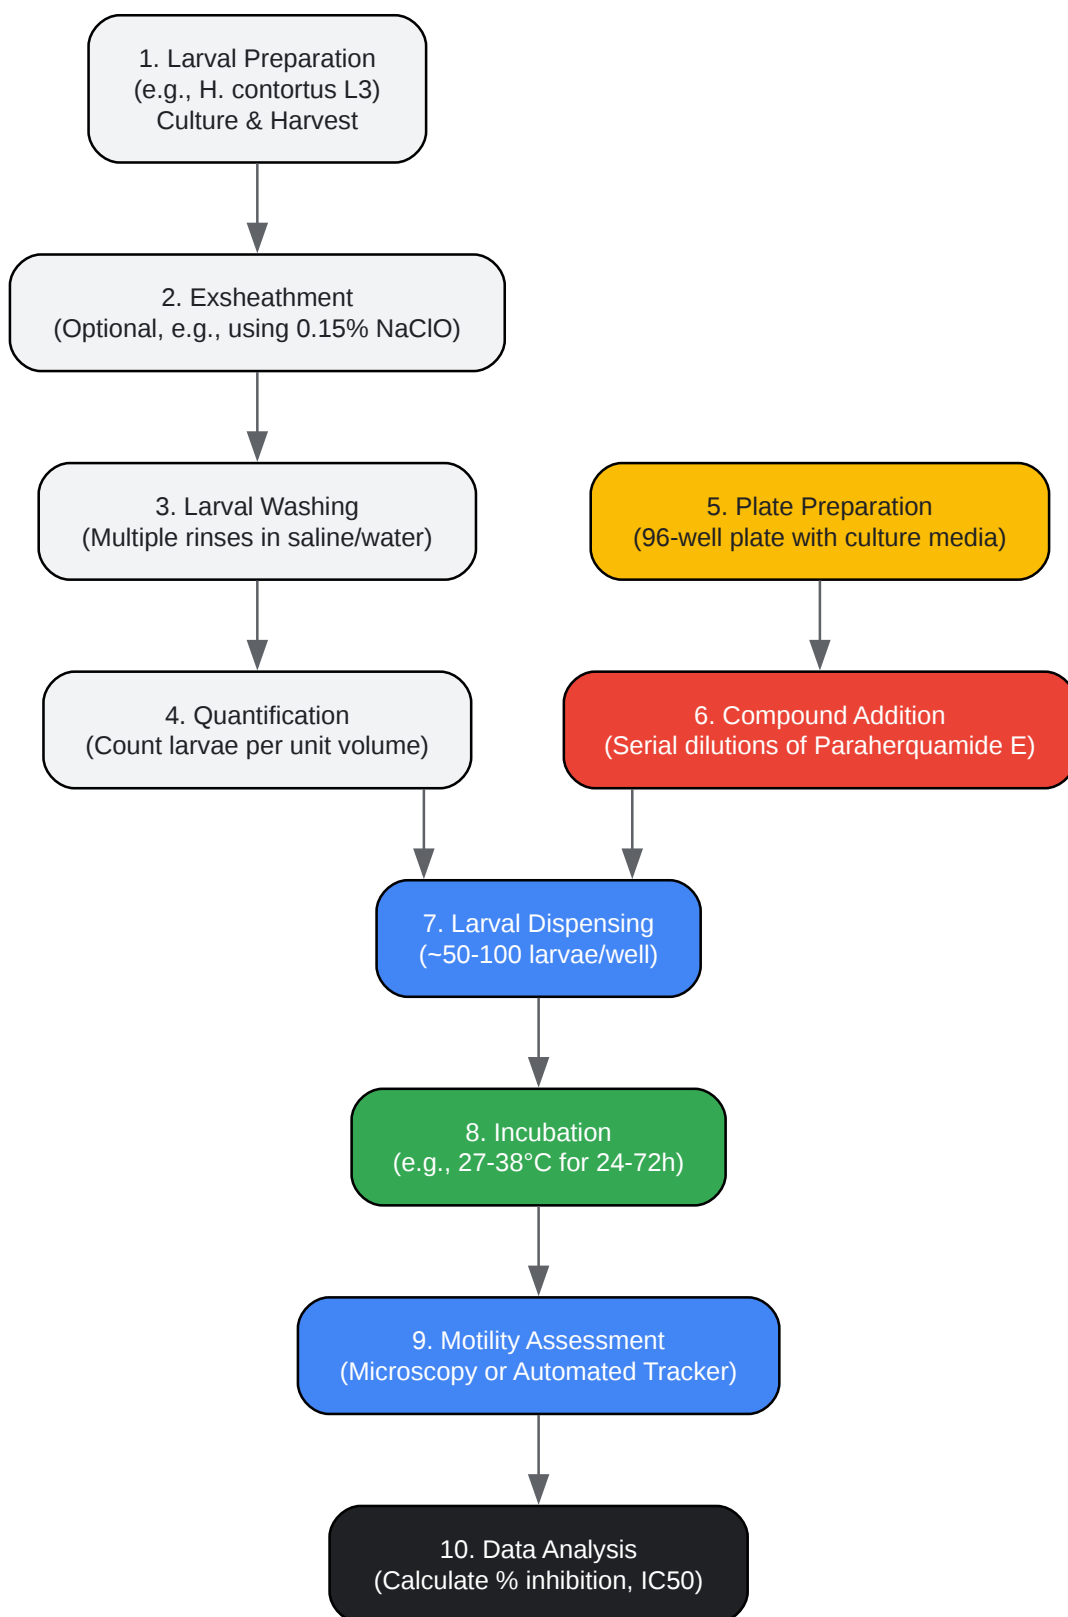 1. Larval Preparation
(e.g., H. contortus L3)
Culture & Harvest
2. Exsheathment
(Optional, e.g., using 0.15% NaClO)
3. Larval Washing
(Multiple rinses in saline/water)
4. Quantification
(Count larvae per unit volume)
5. Plate Preparation
(96-well plate with culture media)
6. Compound Addition
(Serial dilutions of Paraherquamide E)
7. Larval Dispensing
(~50-100 larvae/well)
8. Incubation
(e.g., 27-38°C for 24-72h)
9. Motility Assessment
(Microscopy or Automated Tracker)
10. Data Analysis
(Calculate % inhibition, IC50)